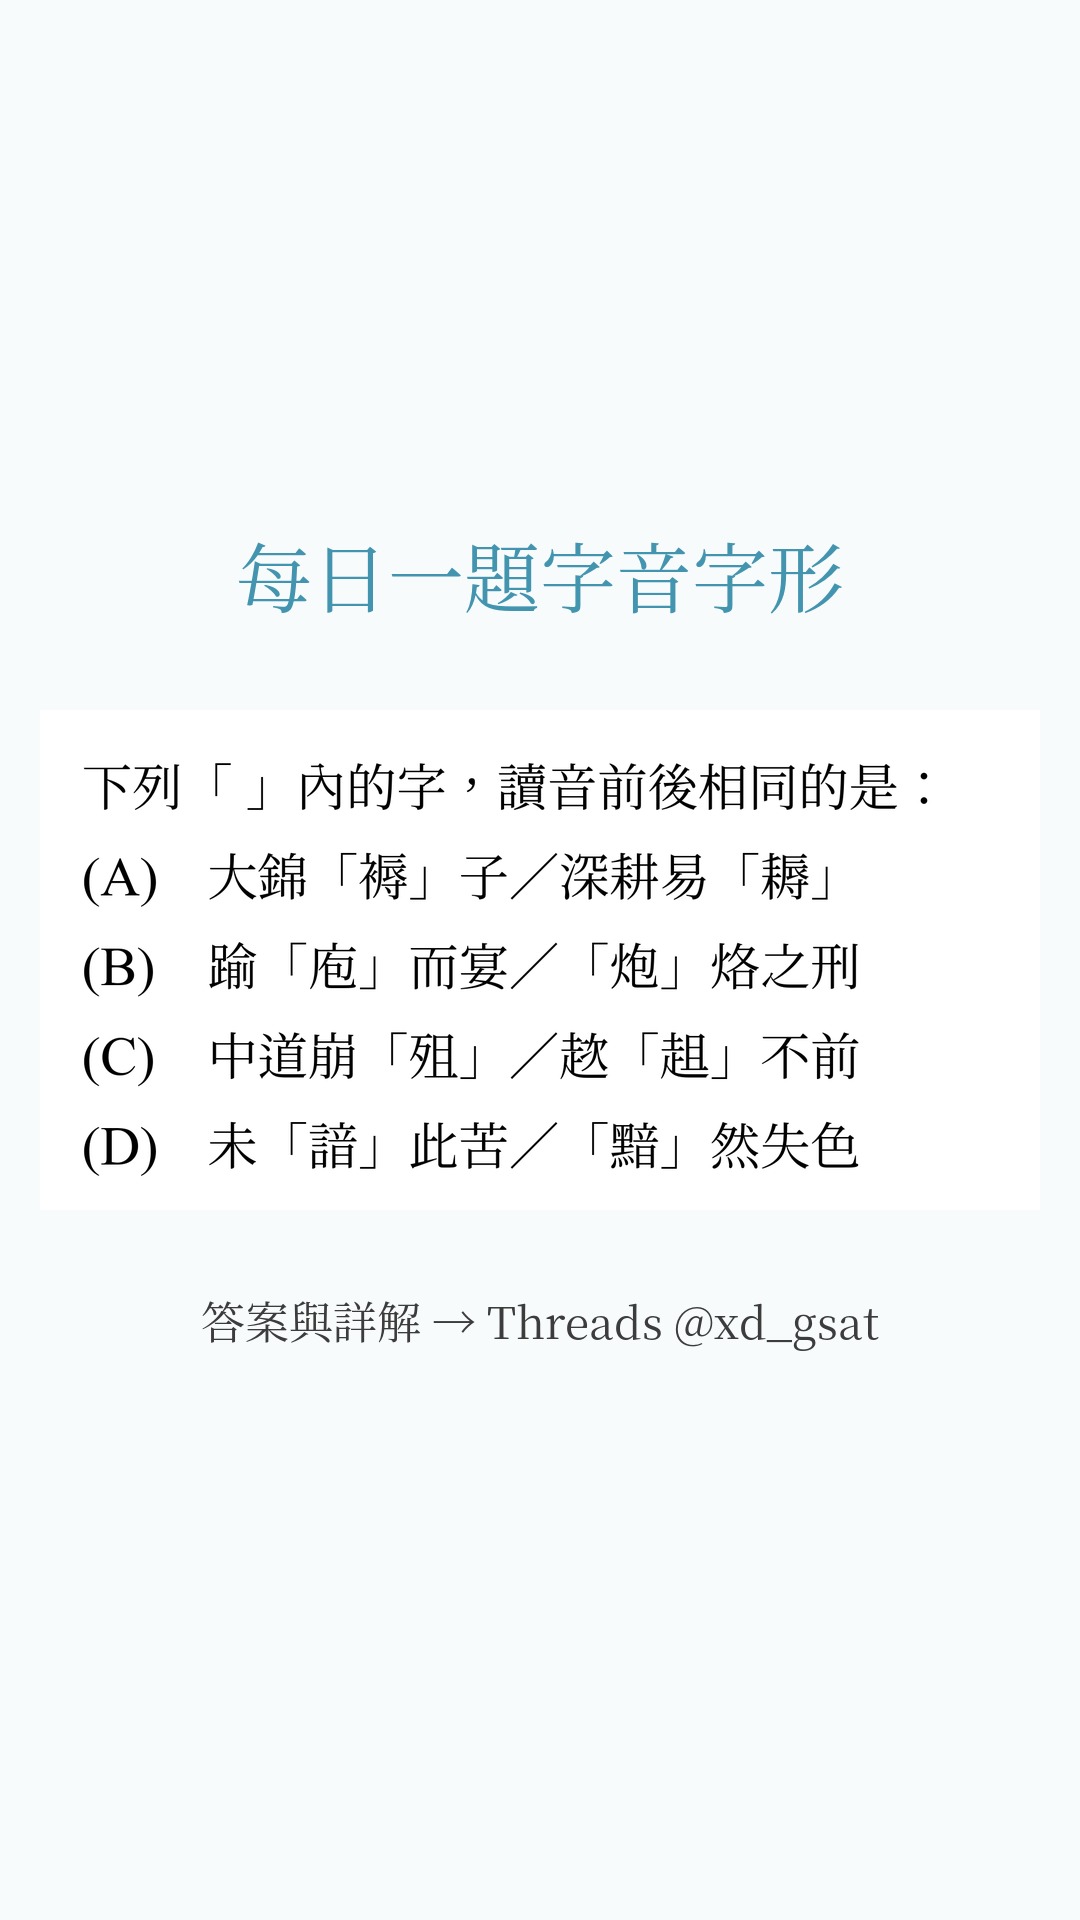 每日一題字音字形
下列「 」內的字，讀音前後相同的是：
(A) 大錦「褥」子／深耕易「耨」
(B) 踰「庖」而宴／「炮」烙之刑
(C) 中道崩「殂」／趑「趄」不前
(D) 未「諳」此苦／「黯」然失色
答案與詳解 → Threads @xd_gsat